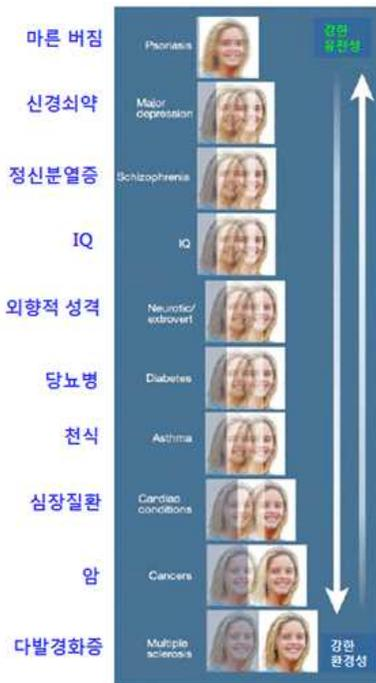 마른 버짐
Psoriasis
강한
유전성
신경쇠약
Major
depression
정신분열증
Schizophrenia
IQ
IQ
외향적 성격
Neurotic/
extrovert
당뇨병
Diabetes
천식
Asthma
심장질환
Cardiac
conditions
암
Cancers
다발경화증
Multiple
sclerosis
강한
환경성